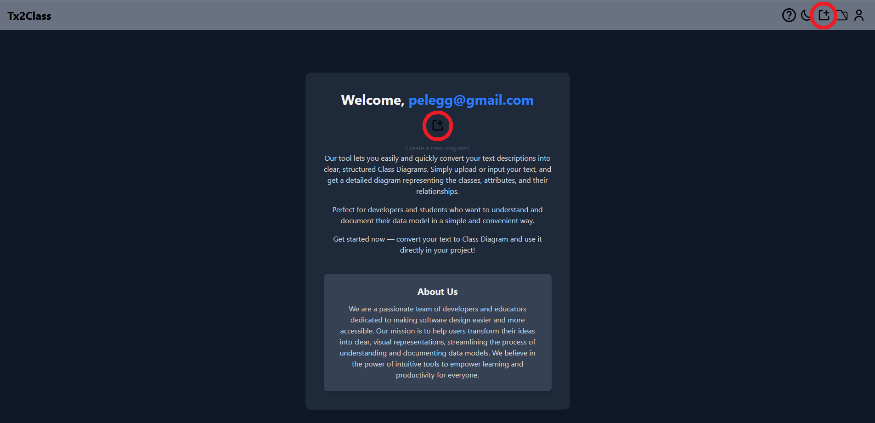 Tx2Class
Welcome, pelegg@gmail.com
Create a new diagram!
Our tool lets you easily and quickly convert your text descriptions into
clear, structured Class Diagrams. Simply upload or input your text, and
get a detailed diagram representing the classes, attributes, and their
relationships.
Perfect for developers and students who want to understand and
document their data model in a simple and convenient way.
Get started now — convert your text to Class Diagram and use it
directly in your project!
About Us
We are a passionate team of developers and educators
dedicated to making software design easier and more
accessible. Our mission is to help users transform their ideas
into clear, visual representations, streamlining the process of
understanding and documenting data models. We believe in
the power of intuitive tools to empower learning and
productivity for everyone.